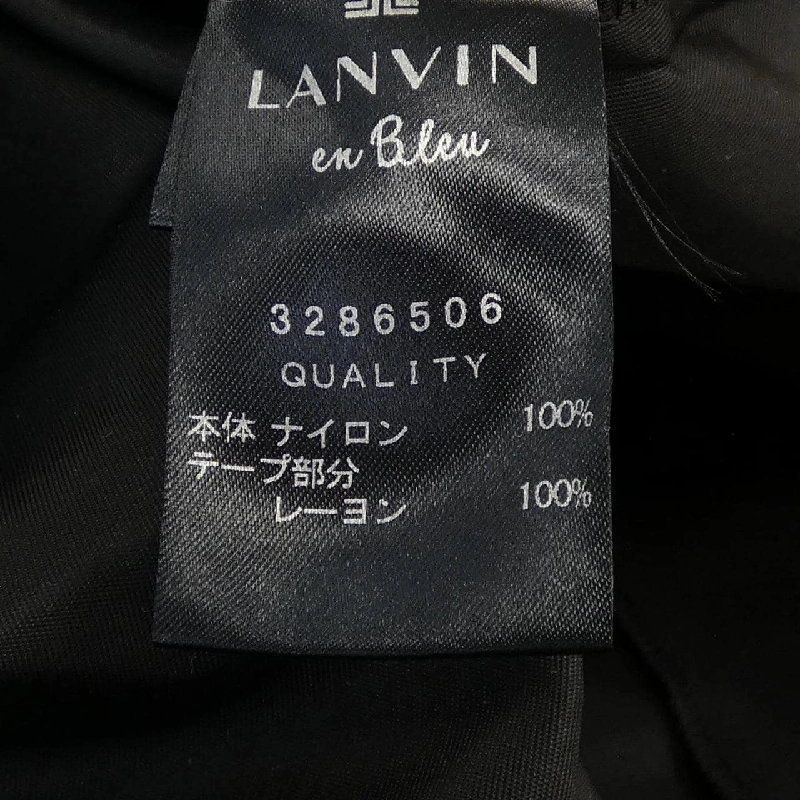 LANVIN
en Bleu
3286506
QUALITY
本体 ナイロン 100%
テープ部分
レーヨン 100%